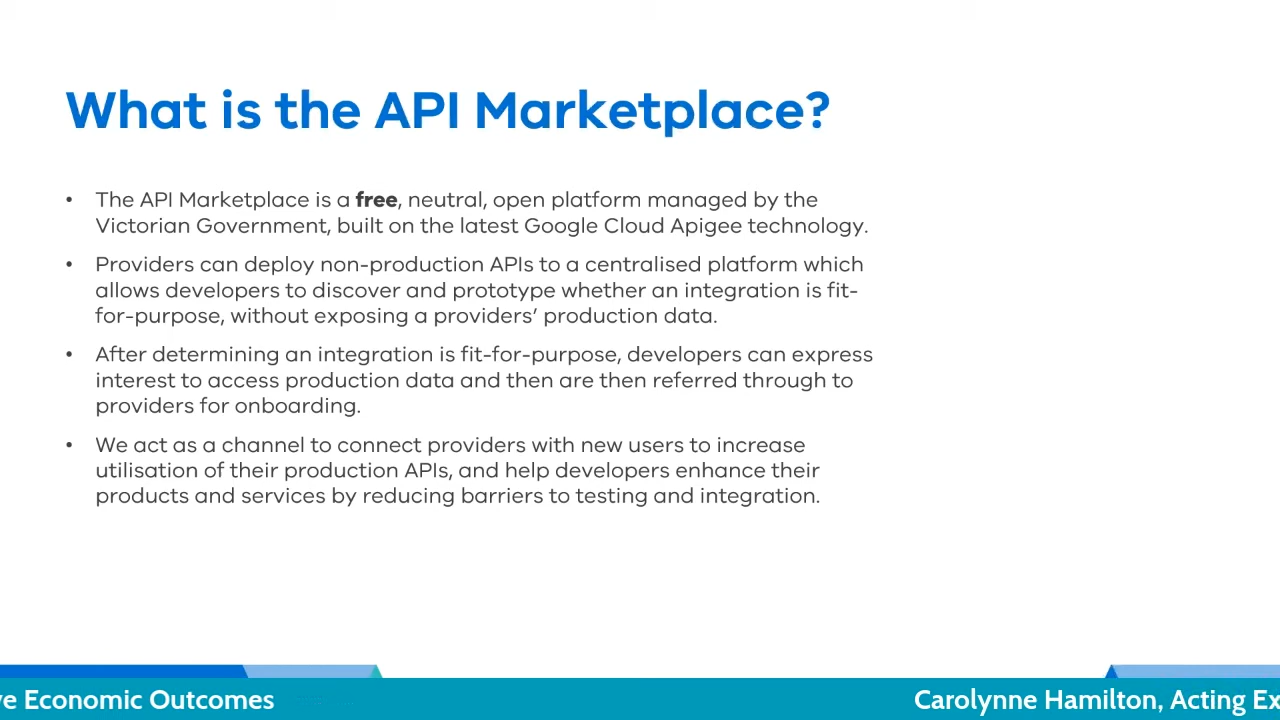 What is the API Marketplace?
• The API Marketplace is a free, neutral, open platform managed by the
Victorian Government, built on the latest Google Cloud Apigee technology.
• Providers can deploy non-production APIs to a centralised platform which
allows developers to discover and prototype whether an integration is fit-
for-purpose, without exposing a providers’ production data.
• After determining an integration is fit-for-purpose, developers can express
interest to access production data and then are then referred through to
providers for onboarding.
• We act as a channel to connect providers with new users to increase
utilisation of their production APIs, and help developers enhance their
products and services by reducing barriers to testing and integration.
Economic Outcomes
Carolynne Hamilton, Acting